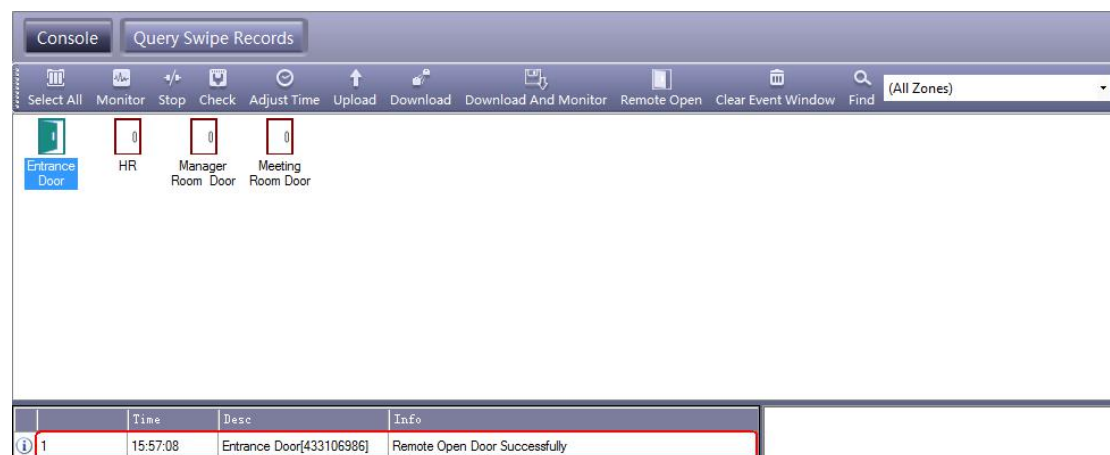 Console Query Swipe Records
Select All Monitor Stop Check Adjust Time Upload Download Download And Monitor Remote Open Clear Event Window Find (All Zones)
Entrance Door HR Manager Room Door Meeting Room Door
Time Desc Info
1 15:57:08 Entrance Door[433106986] Remote Open Door Successfully